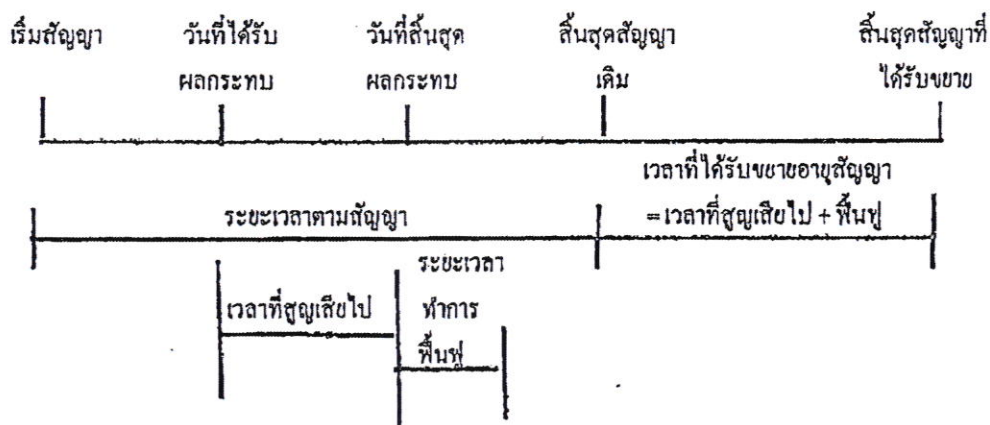 เริ่มสัญญา วันที่ได้รับ วันที่สิ้นสุด สิ้นสุดสัญญา สิ้นสุดสัญญาที่
ผลกระทบ ผลกระทบ เดิม ได้รับขยาย
เวลาที่ได้รับขยายอายุสัญญา
ระยะเวลาตามสัญญา = เวลาที่สูญเสียไป + ฟื้นฟู
ระยะเวลา
เวลาที่สูญเสียไป ทำการ
ฟื้นฟู